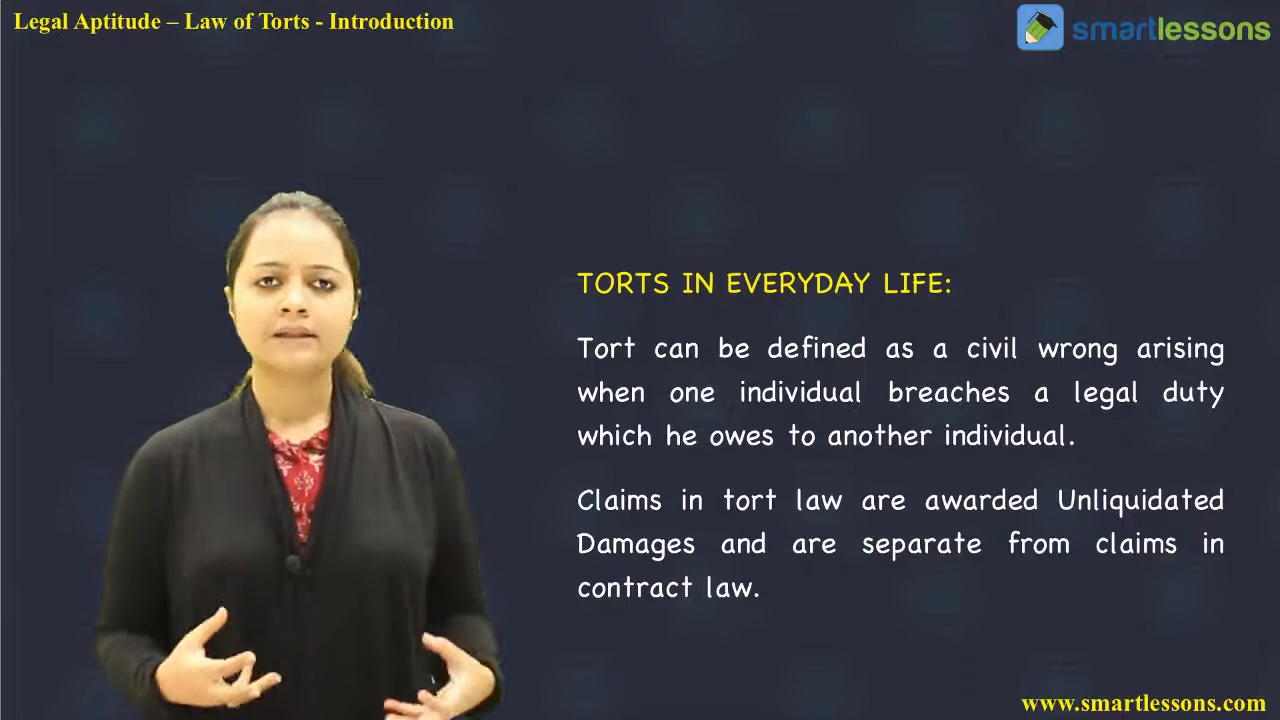 Legal Aptitude – Law of Torts - Introduction
smartlessons
TORTS IN EVERYDAY LIFE:
Tort can be defined as a civil wrong arising
when one individual breaches a legal duty
which he owes to another individual.
Claims in tort law are awarded Unliquidated
Damages and are separate from claims in
contract law.
www.smartlessons.com